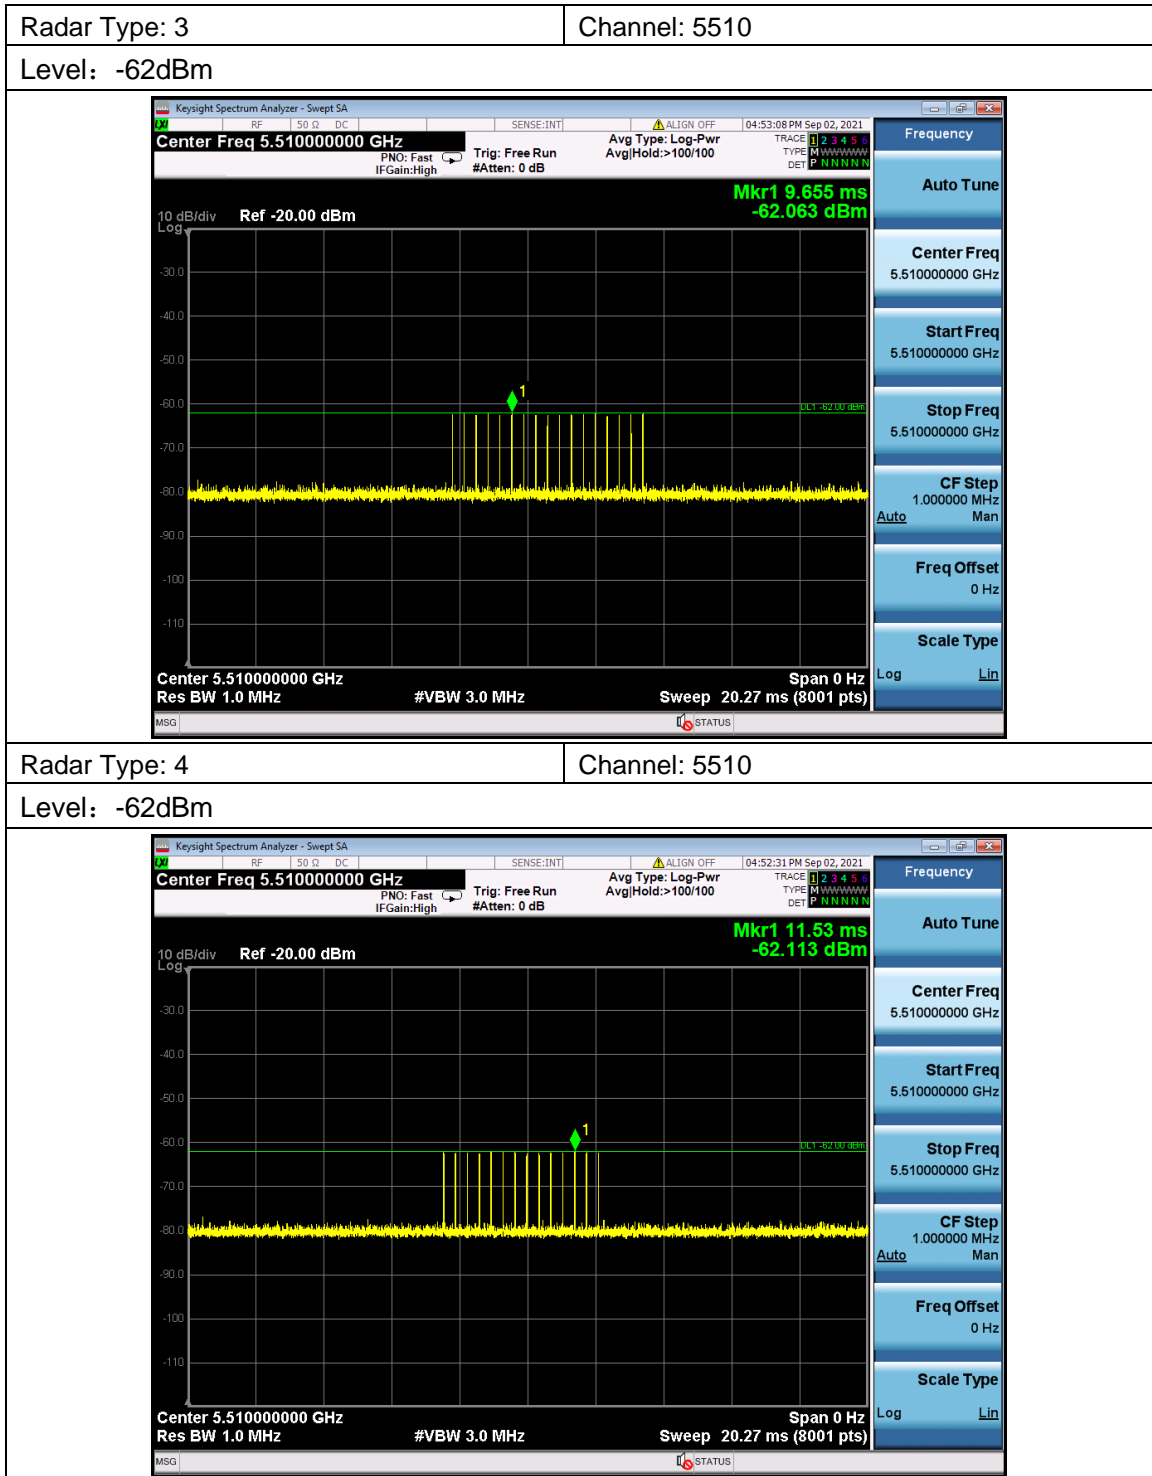 Radar Type: 3
Channel: 5510
Level：-62dBm
Keysight Spectrum Analyzer - Swept SA
LXI RF 50 Ω DC SENSE:INT ALIGN OFF 04:53:08 PM Sep 02, 2021
Center Freq 5.510000000 GHz
PNO: Fast
IFGain:High
Trig: Free Run
#Atten: 0 dB
Avg Type: Log-Pwr
Avg|Hold:>100/100
TRACE 1 2 3 4 5 6
TYPE M WWWWW
DET P N N N N N
Mkr1 9.655 ms
-62.063 dBm
10 dB/div Ref -20.00 dBm
Log
-30.0
-40.0
-50.0
1
-60.0
DL1 -62.00 dBm
-70.0
-80.0
-90.0
-100
-110
Center 5.510000000 GHz Span 0 Hz
Res BW 1.0 MHz #VBW 3.0 MHz Sweep 20.27 ms (8001 pts)
MSG STATUS
Frequency
Auto Tune
Center Freq
5.510000000 GHz
Start Freq
5.510000000 GHz
Stop Freq
5.510000000 GHz
CF Step
1.000000 MHz
Auto Man
Freq Offset
0 Hz
Scale Type
Log Lin
Radar Type: 4
Channel: 5510
Level：-62dBm
Keysight Spectrum Analyzer - Swept SA
LXI RF 50 Ω DC SENSE:INT ALIGN OFF 04:52:31 PM Sep 02, 2021
Center Freq 5.510000000 GHz
PNO: Fast
IFGain:High
Trig: Free Run
#Atten: 0 dB
Avg Type: Log-Pwr
Avg|Hold:>100/100
TRACE 1 2 3 4 5 6
TYPE M WWWWW
DET P N N N N N
Mkr1 11.53 ms
-62.113 dBm
10 dB/div Ref -20.00 dBm
Log
-30.0
-40.0
-50.0
1
-60.0
DL1 -62.00 dBm
-70.0
-80.0
-90.0
-100
-110
Center 5.510000000 GHz Span 0 Hz
Res BW 1.0 MHz #VBW 3.0 MHz Sweep 20.27 ms (8001 pts)
MSG STATUS
Frequency
Auto Tune
Center Freq
5.510000000 GHz
Start Freq
5.510000000 GHz
Stop Freq
5.510000000 GHz
CF Step
1.000000 MHz
Auto Man
Freq Offset
0 Hz
Scale Type
Log Lin